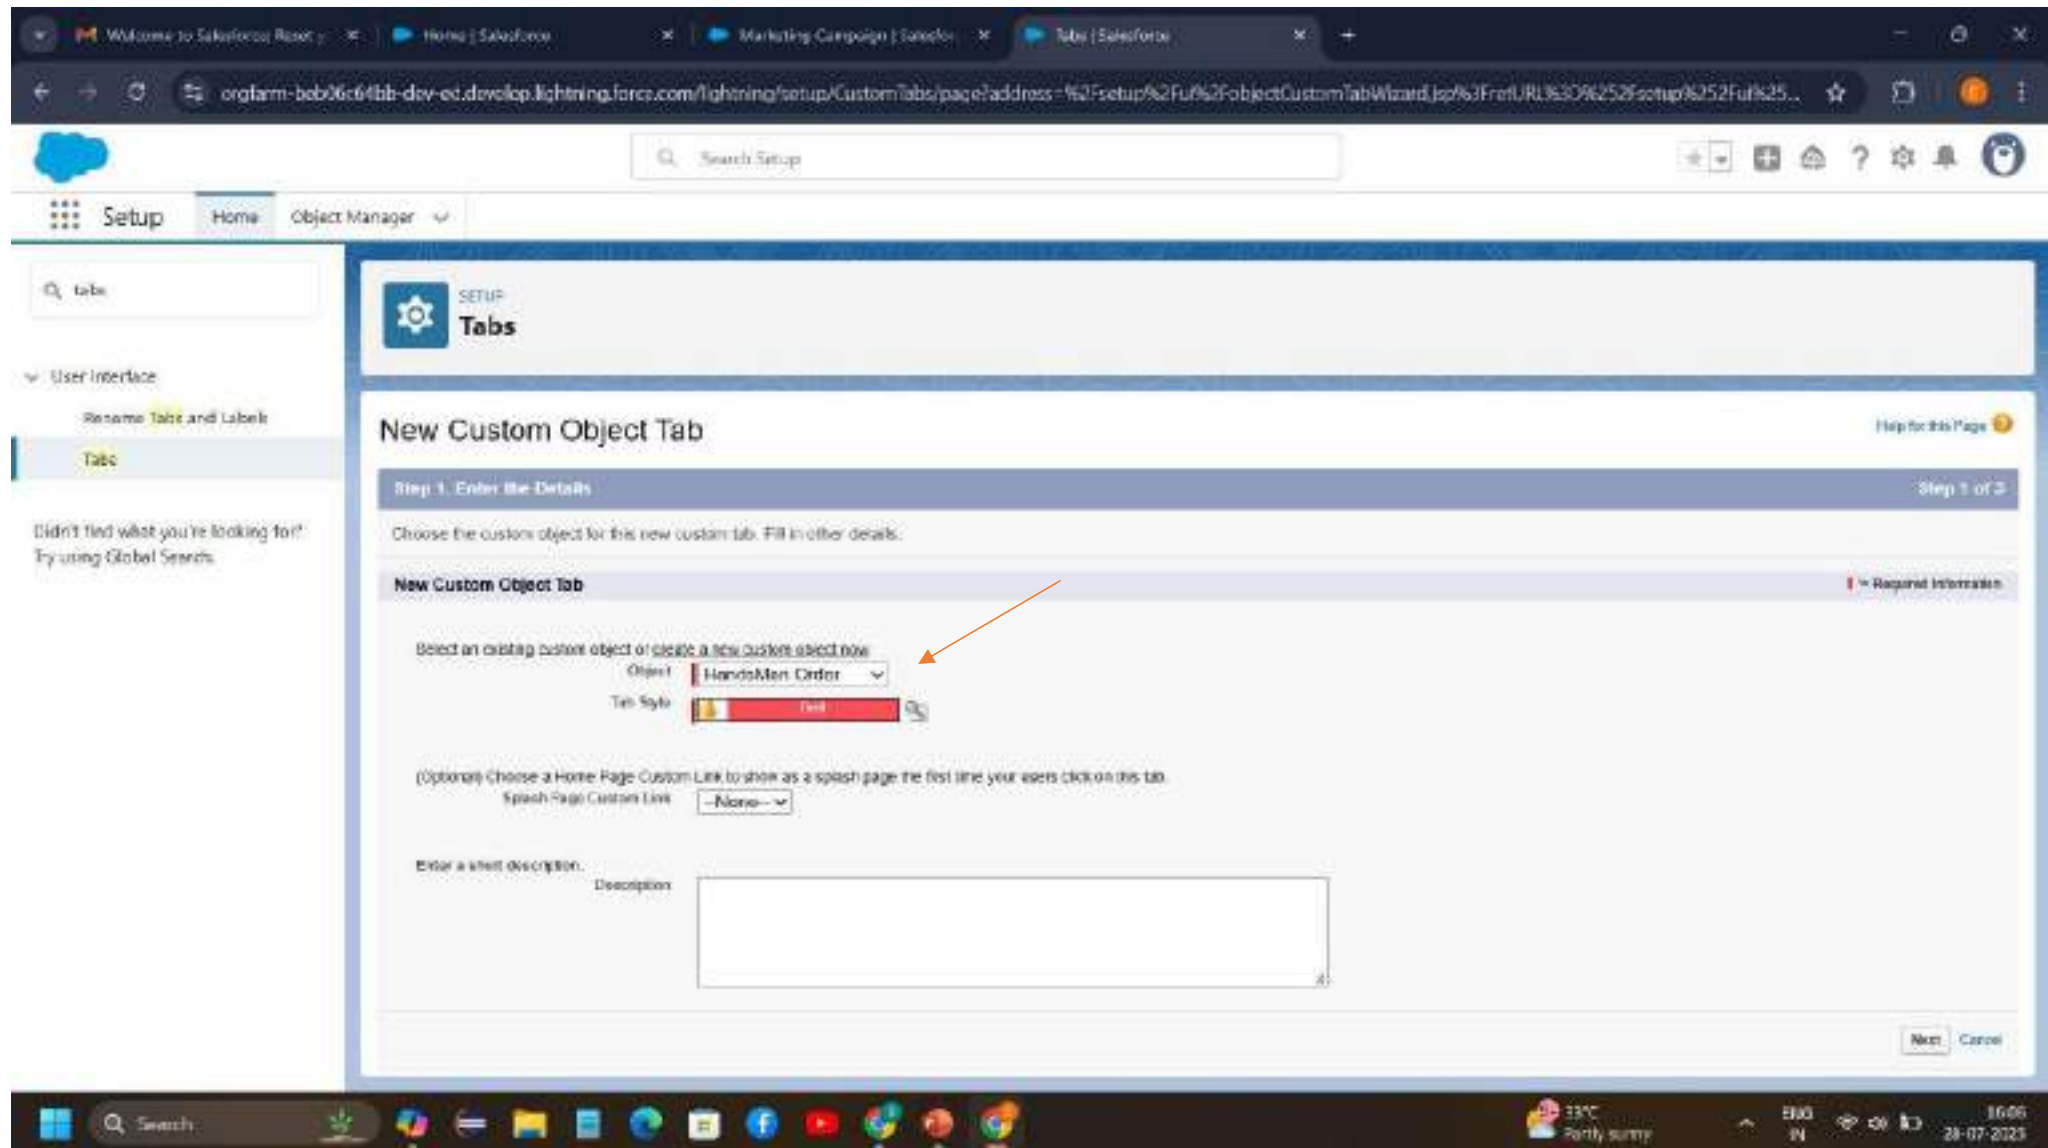 Welcome to Salesforce: Reset y
Home | Salesforce
Marketing Campaign | Salesfor
Tabs | Salesforce
orgfarm-beb06c64bb-dev-ed.develop.lightning.force.com/lightning/setup/CustomTabs/page?address=%2Fsetup%2Fui%2FobjectCustomTabWizard.jsp%3FretURL%3D%252Fsetup%252Fui%25...
Search Setup
Setup
Home
Object Manager
tabs
SETUP
Tabs
User Interface
Rename Tabs and Labels
Tabs
Didn't find what you're looking for?
Try using Global Search.
New Custom Object Tab
Help for this Page
Step 1. Enter the Details
Step 1 of 3
Choose the custom object for this new custom tab. Fill in other details.
New Custom Object Tab
= Required Information
Select an existing custom object or create a new custom object now.
Object
HandsMen Order
Tab Style
(Optional) Choose a Home Page Custom Link to show as a splash page the first time your users click on this tab.
Splash Page Custom Link
--None--
Enter a short description.
Description
Next
Cancel
Search
33°C
Partly sunny
ENG
IN
16:06
28-07-2025